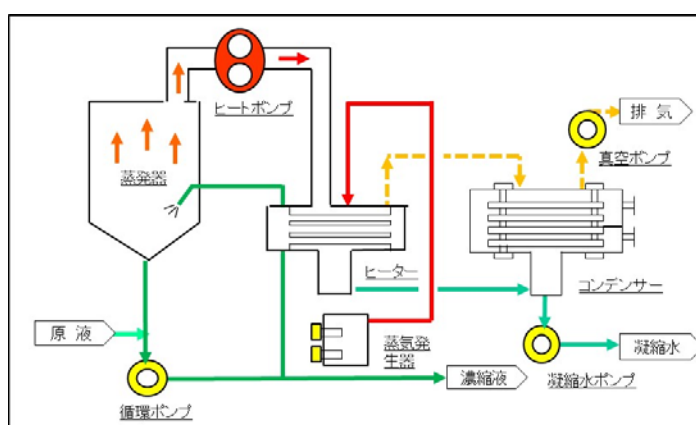 ヒートポンプ
排 気
真空ポンプ
蒸発器
ヒーター
コンデンサー
原 液
蒸気発
生器
凝縮水
濃縮液
凝縮水ポンプ
循環ポンプ